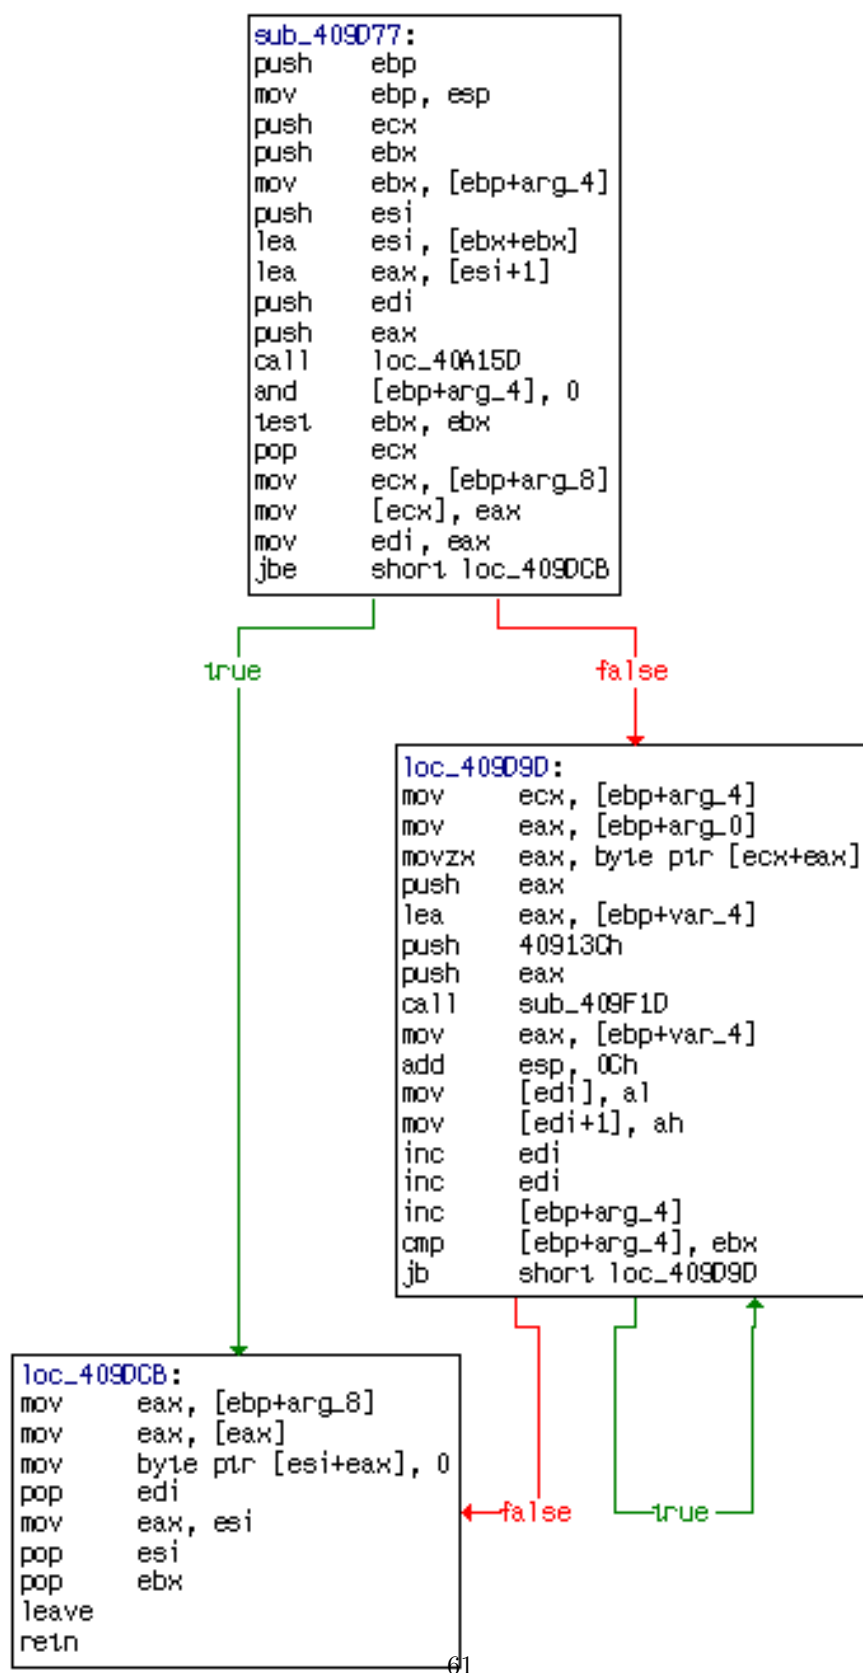 sub_409D77:
push ebp
mov ebp, esp
push ecx
push ebx
mov ebx, [ebp+arg_4]
push esi
lea esi, [ebx+ebx]
lea eax, [esi+1]
push edi
push eax
call loc_40A15D
and [ebp+arg_4], 0
test ebx, ebx
pop ecx
mov ecx, [ebp+arg_8]
mov [ecx], eax
mov edi, eax
jbe short loc_409DCB
true
false
loc_409D9D:
mov ecx, [ebp+arg_4]
mov eax, [ebp+arg_0]
movzx eax, byte ptr [ecx+eax]
push eax
lea eax, [ebp+var_4]
push 40913Ch
push eax
call sub_409F1D
mov eax, [ebp+var_4]
add esp, 0Ch
mov [edi], al
mov [edi+1], ah
inc edi
inc edi
inc [ebp+arg_4]
cmp [ebp+arg_4], ebx
jb short loc_409D9D
loc_409DCB:
mov eax, [ebp+arg_8]
mov eax, [eax]
mov byte ptr [esi+eax], 0
pop edi
mov eax, esi
pop esi
pop ebx
leave
retn
false
true
61